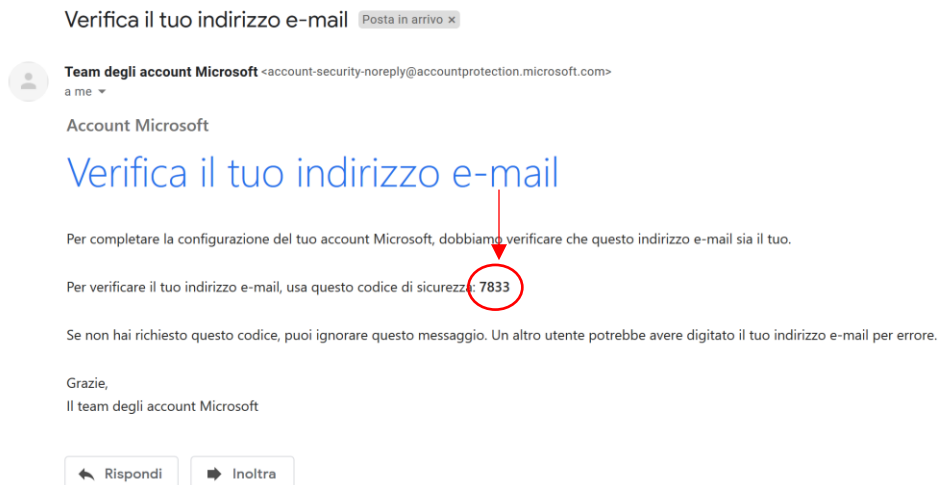 Verifica il tuo indirizzo e-mail Posta in arrivo ×
Team degli account Microsoft <account-security-noreply@accountprotection.microsoft.com>
a me
Account Microsoft
Verifica il tuo indirizzo e-mail
Per completare la configurazione del tuo account Microsoft, dobbiamo verificare che questo indirizzo e-mail sia il tuo.
Per verificare il tuo indirizzo e-mail, usa questo codice di sicurezza: 7833
Se non hai richiesto questo codice, puoi ignorare questo messaggio. Un altro utente potrebbe avere digitato il tuo indirizzo e-mail per errore.
Grazie,
Il team degli account Microsoft
Rispondi Inoltra